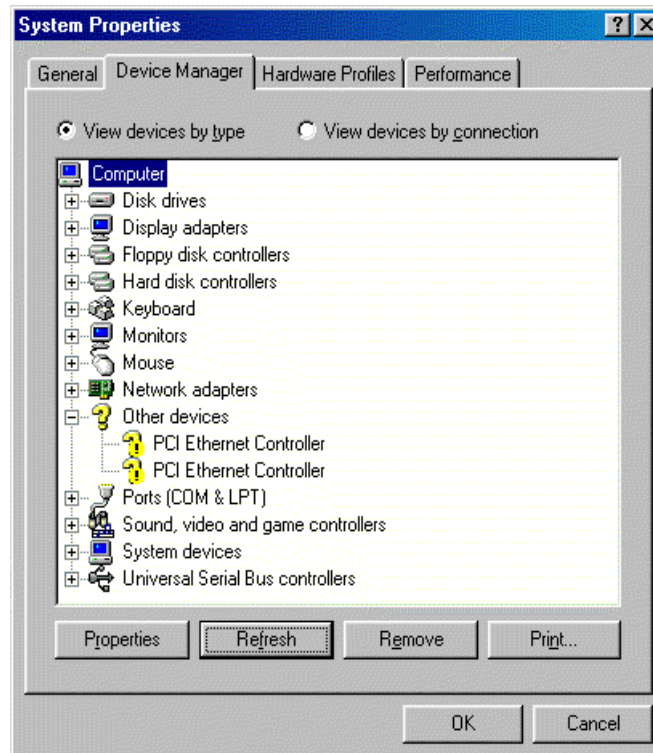 System Properties
General Device Manager Hardware Profiles Performance
View devices by type View devices by connection
Computer
Disk drives
Display adapters
Floppy disk controllers
Hard disk controllers
Keyboard
Monitors
Mouse
Network adapters
Other devices
PCI Ethernet Controller
PCI Ethernet Controller
Ports (COM & LPT)
Sound, video and game controllers
System devices
Universal Serial Bus controllers
Properties Refresh Remove Print...
OK Cancel